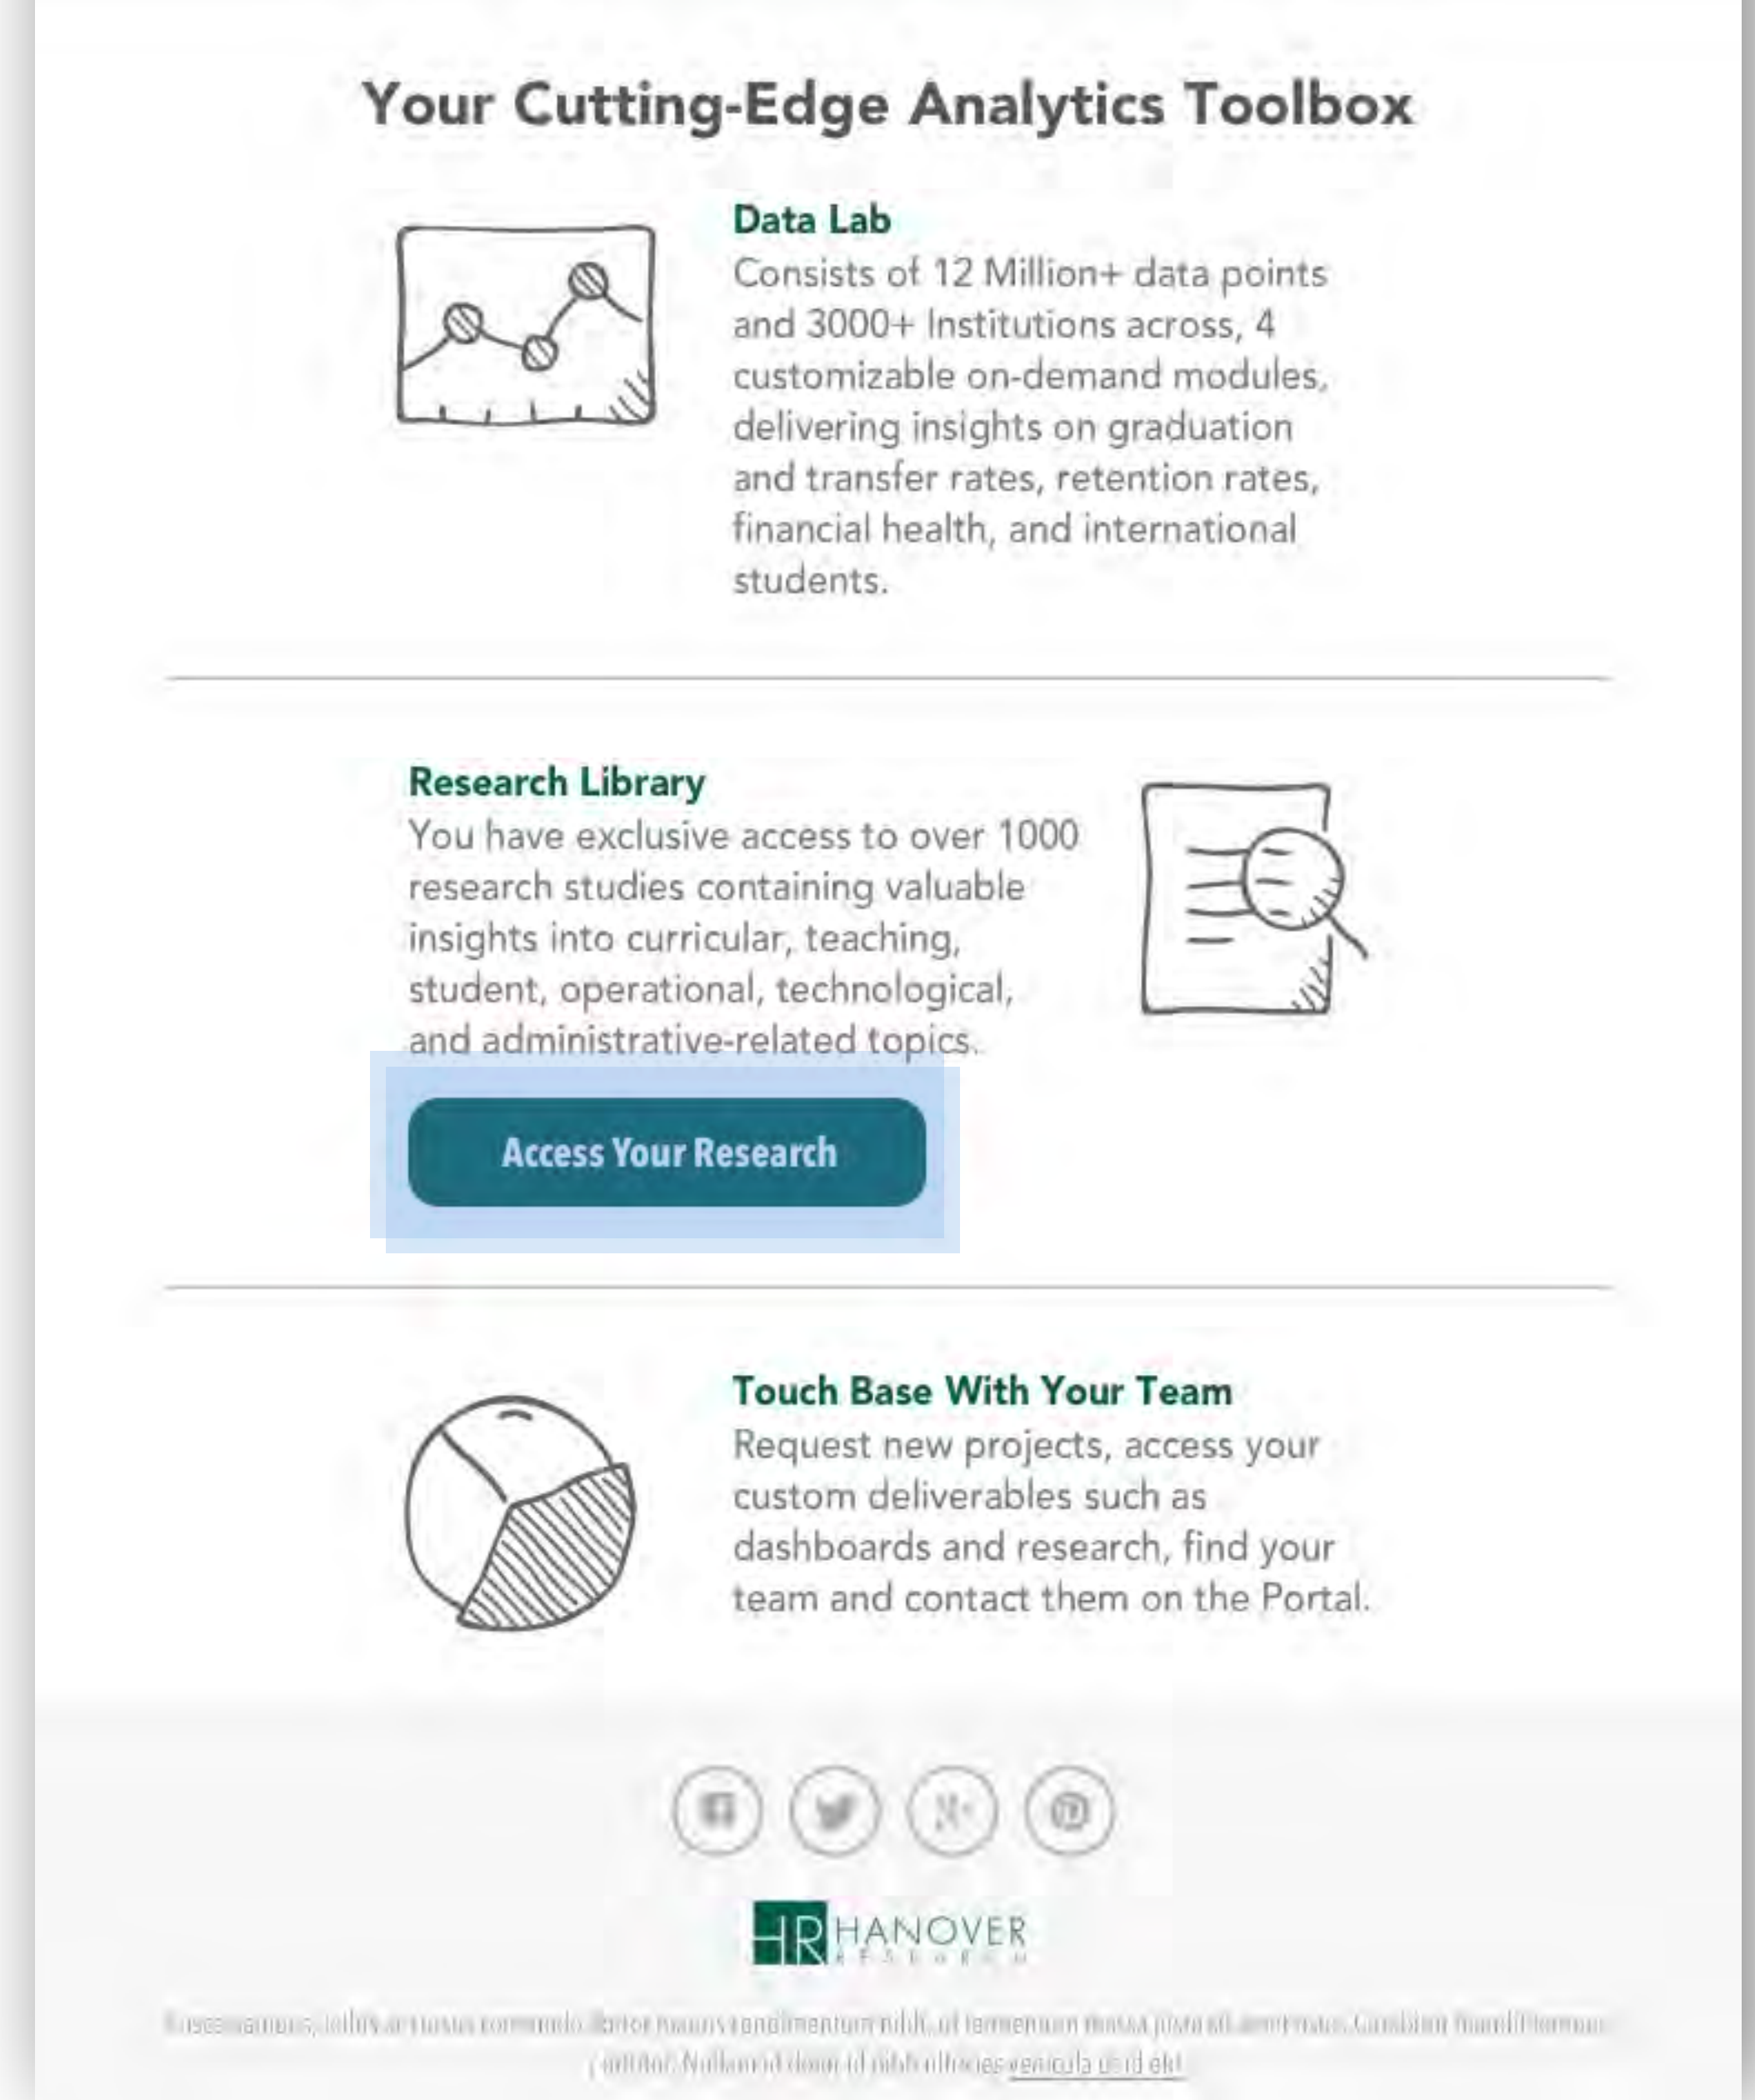 Your Cutting-Edge Analytics Toolbox
Data Lab
Consists of 12 Million+ data points
and 3000+ Institutions across, 4
customizable on-demand modules,
delivering insights on graduation
and transfer rates, retention rates,
financial health, and international
students.
Research Library
You have exclusive access to over 1000
research studies containing valuable
insights into curricular, teaching,
student, operational, technological,
and administrative-related topics.
Access Your Research
Touch Base With Your Team
Request new projects, access your
custom deliverables such as
dashboards and research, find your
team and contact them on the Portal.
HR HANOVER
RESEARCH